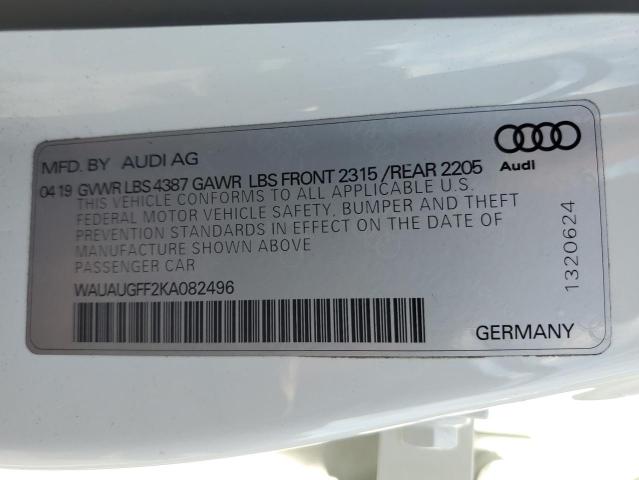 MFD. BY AUDI AG
04 19 GVWR LBS 4387 GAWR LBS FRONT 2315 /REAR 2205
THIS VEHICLE CONFORMS TO ALL APPLICABLE U.S.
FEDERAL MOTOR VEHICLE SAFETY, BUMPER AND THEFT
PREVENTION STANDARDS IN EFFECT ON THE DATE OF
MANUFACTURE SHOWN ABOVE
PASSENGER CAR
WAUAUGFF2KA082496
Audi
1320624
GERMANY